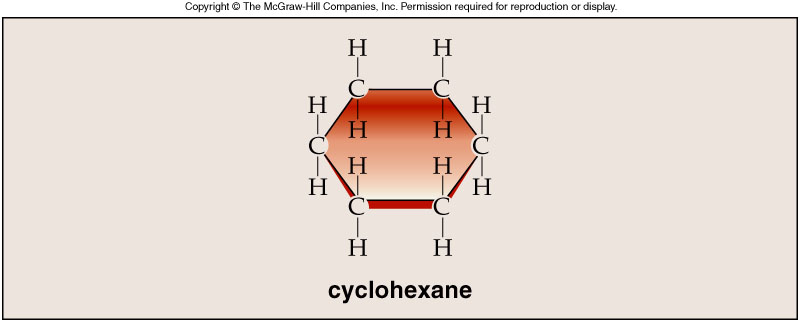 Copyright © The McGraw-Hill Companies, Inc. Permission required for reproduction or display.
H H
C C
H H H H
C C
H H H H
C C
H H
cyclohexane